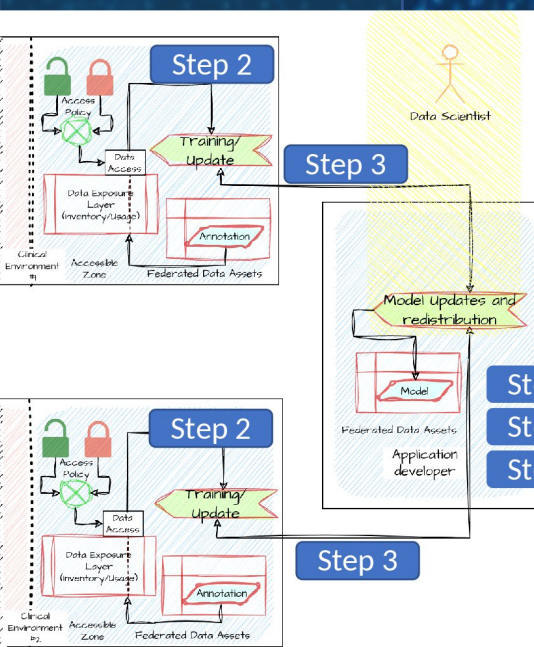 Step 2
Access
Policy
Training/
Update
Data
Access
Step 3
Data Exposure
Layer
(Inventory/Usage)
Annotation
Clinical
Environment
#1
Accessible
Zone
Federated Data Assets
Data Scientist
Model Updates and
redistribution
Model
Federated Data Assets
Application
developer
St
St
St
Step 2
Access
Policy
Training/
Update
Data
Access
Step 3
Data Exposure
Layer
(Inventory/Usage)
Annotation
Clinical
Environment
#2
Accessible
Zone
Federated Data Assets